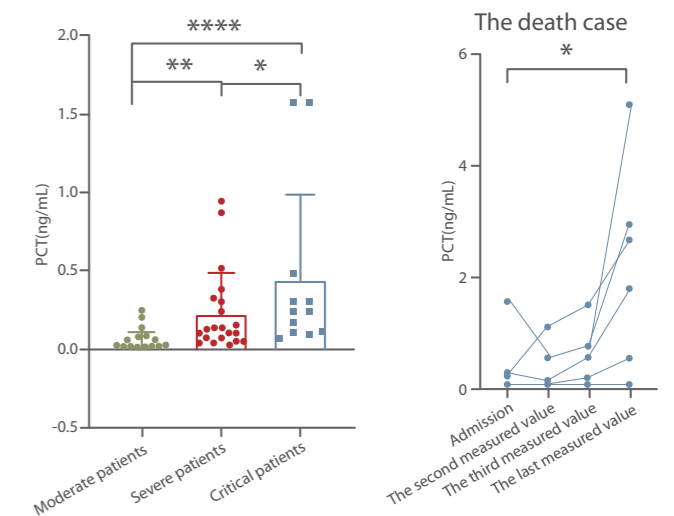 ****
**
*
2.0
1.5
1.0
0.5
0.0
-0.5
PCT(ng/mL)
Moderate patients
Severe patients
Critical patients
The death case
*
6
4
2
0
PCT(ng/mL)
Admission
The second measured value
The third measured value
The last measured value